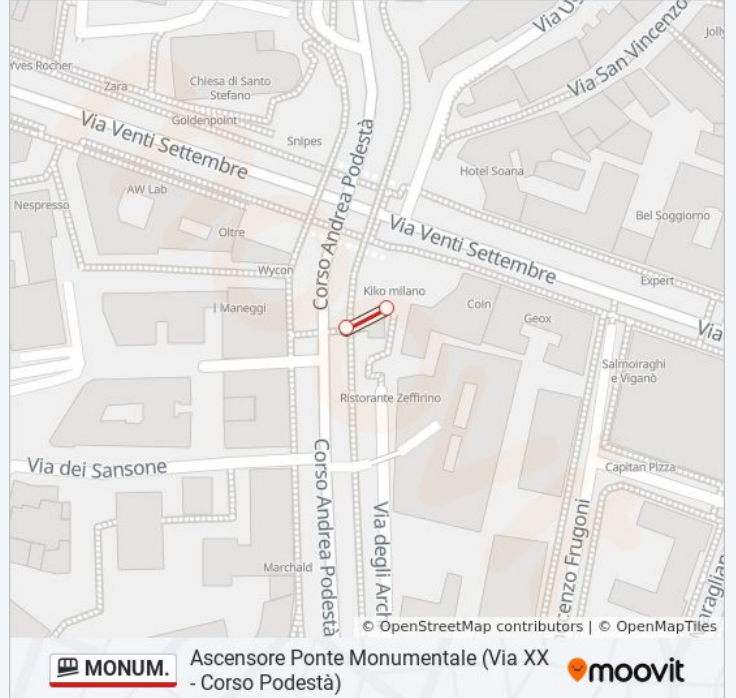 Via San Vincenzo
Yves Rocher
Zara
Chiesa di Santo
Stefano
Goldenpoint
Snipes
Via Venti Settembre
Corso Andrea Podestà
Hotel Soana
AW Lab
Nespresso
Oltre
Bel Soggiorno
Via Venti Settembre
Wycon
Expert
Kiko milano
I Maneggi
Coin
Geox
Via
Salmoiraghi
e Viganò
Ristorante Zeffirino
Via dei Sansone
Capitan Pizza
Corso Andrea Podestà
Via degli Arch
cenzo Frugoni
Marchald
© OpenStreetMap contributors | © OpenMapTiles
MONUM.
Ascensore Ponte Monumentale (Via XX
- Corso Podestà)
moovit